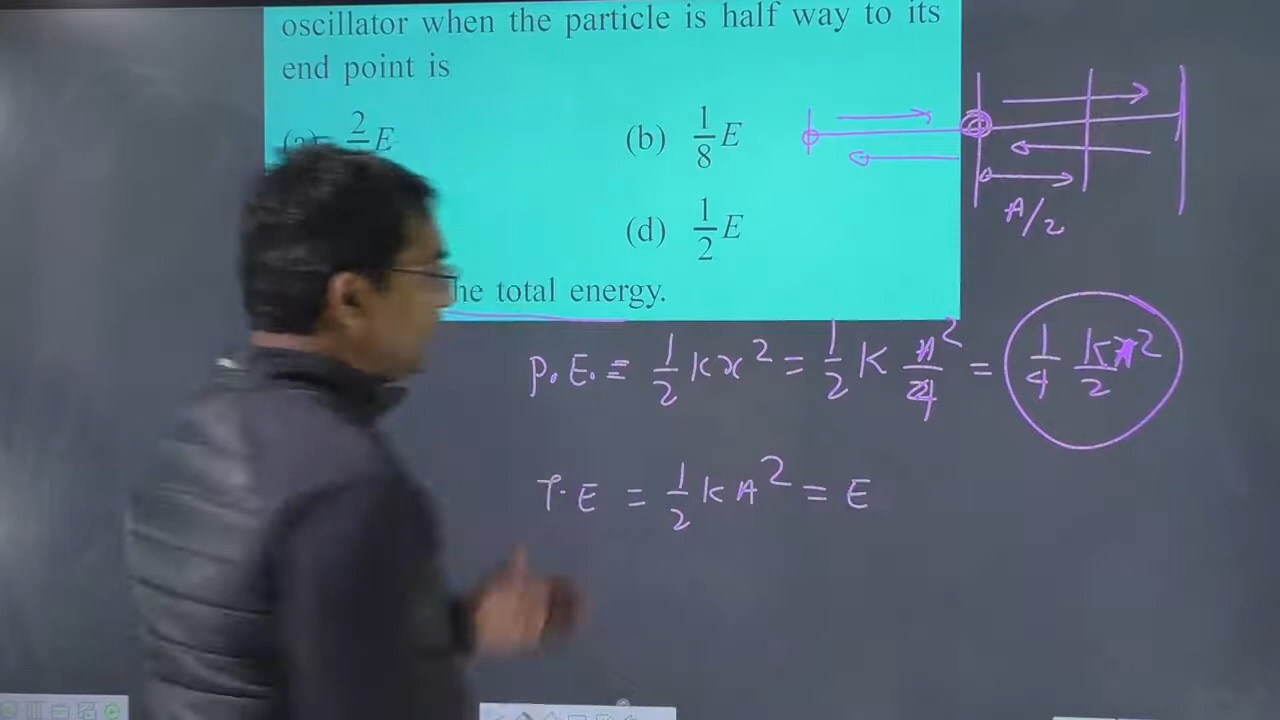 oscillator when the particle is half way to its
end point is
(a) 2/ E (b) 1/8 E
(d) 1/2 E
he total energy.
A/2
P.E. = 1/2 Kx² = 1/2 K A²/4 = 1/4 KA²/2
T.E = 1/2 KA² = E